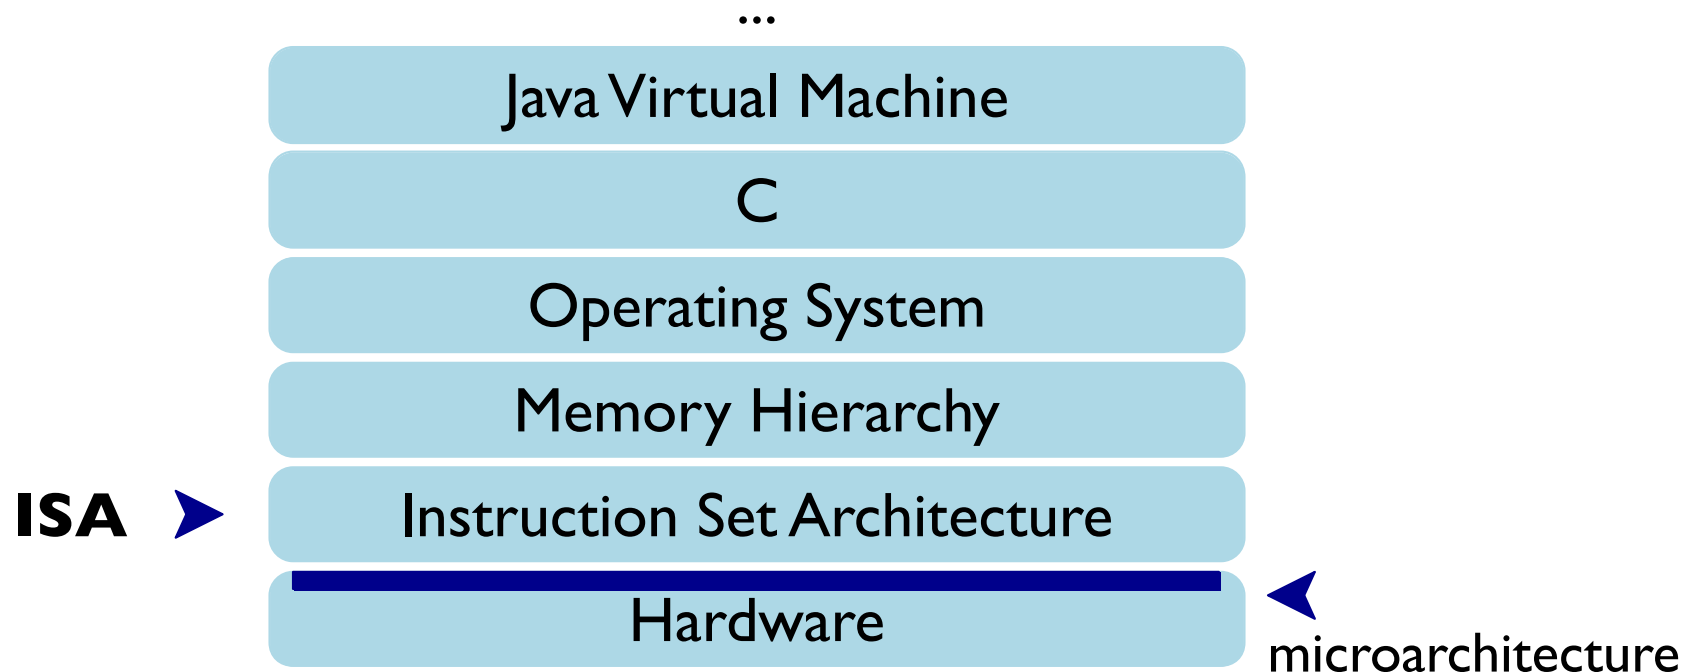 ...
Java Virtual Machine
C
Operating System
Memory Hierarchy
ISA
Instruction Set Architecture
Hardware
microarchitecture